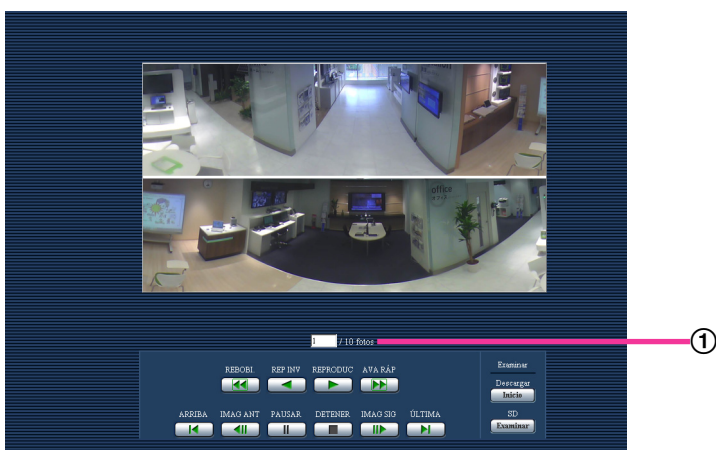 office
1 / 10 fotos
①
REBOBI. REP INV REPRODUC AVA RÁP
ARRIBA IMAG ANT PAUSAR DETENER IMAG SIG ÚLTIMA
Examinar
Descargar
Inicio
SD
Examinar